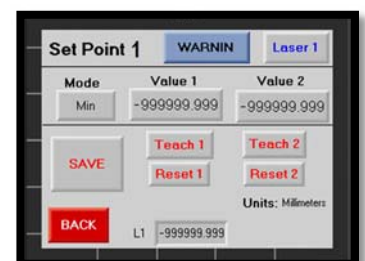 Set Point 1 WARNIN Laser 1
Mode Value 1 Value 2
Min -999999.999 -999999.999
SAVE Teach 1 Teach 2
Reset 1 Reset 2
Units: Millimeters
BACK L1 -999999.999